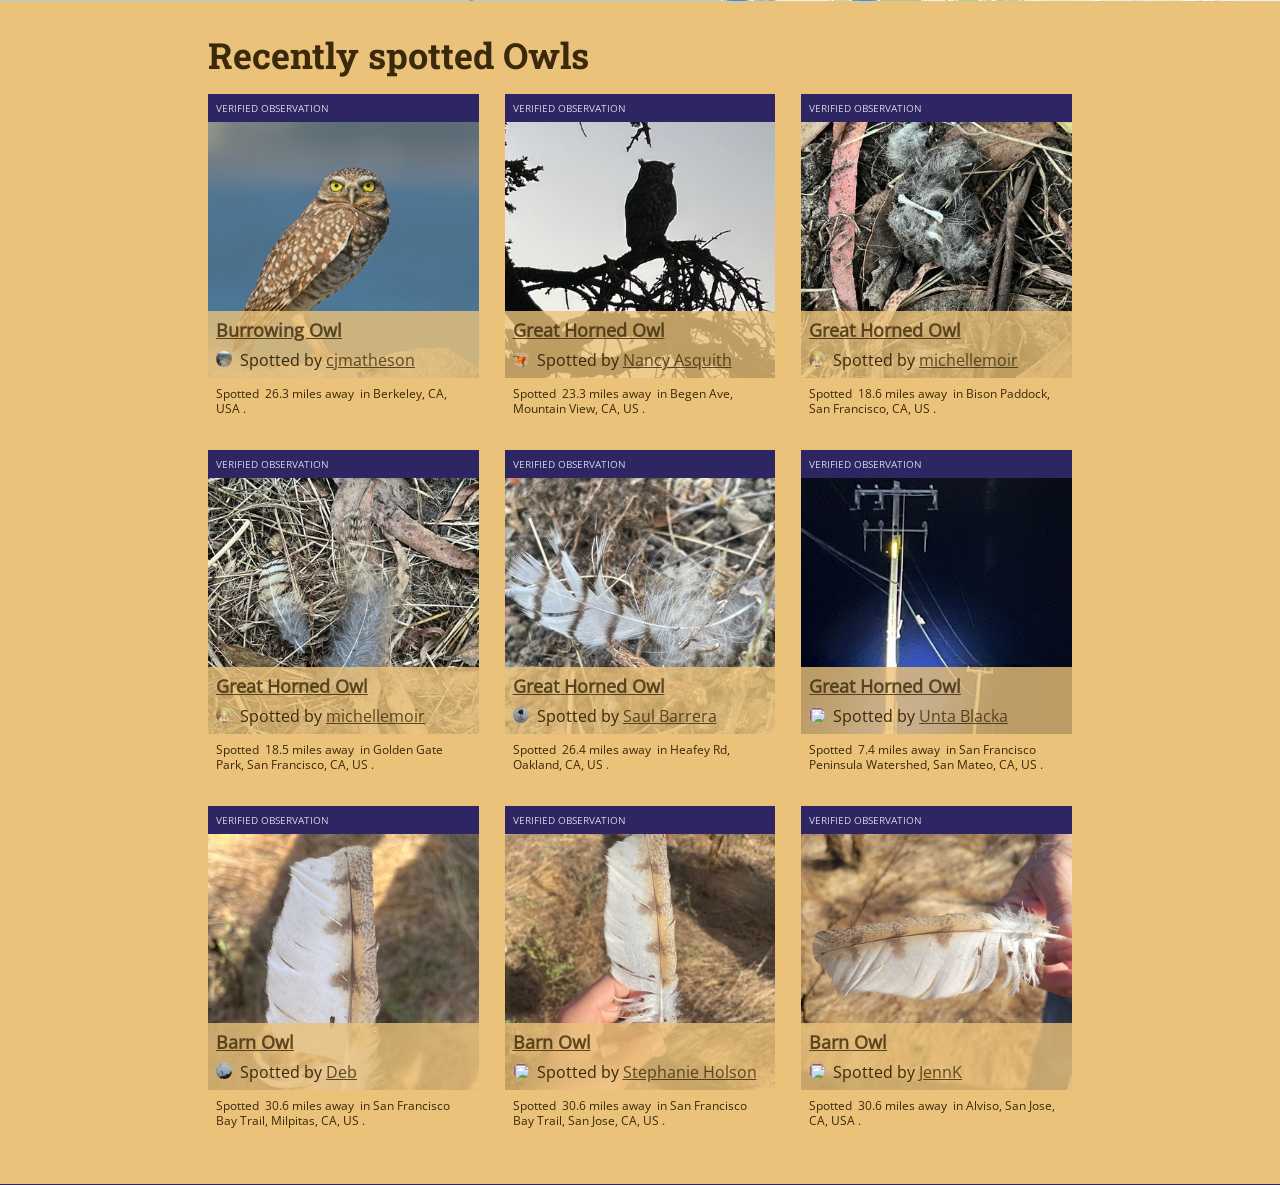 Recently spotted Owls
VERIFIED OBSERVATION
Burrowing Owl
Spotted by cjmatheson
Spotted 26.3 miles away in Berkeley, CA,
USA .
VERIFIED OBSERVATION
Great Horned Owl
Spotted by Nancy Asquith
Spotted 23.3 miles away in Begen Ave,
Mountain View, CA, US .
VERIFIED OBSERVATION
Great Horned Owl
Spotted by michellemoir
Spotted 18.6 miles away in Bison Paddock,
San Francisco, CA, US .
VERIFIED OBSERVATION
Great Horned Owl
Spotted by michellemoir
Spotted 18.5 miles away in Golden Gate
Park, San Francisco, CA, US .
VERIFIED OBSERVATION
Great Horned Owl
Spotted by Saul Barrera
Spotted 26.4 miles away in Heafey Rd,
Oakland, CA, US .
VERIFIED OBSERVATION
Great Horned Owl
Spotted by Unta Blacka
Spotted 7.4 miles away in San Francisco
Peninsula Watershed, San Mateo, CA, US .
VERIFIED OBSERVATION
Barn Owl
Spotted by Deb
Spotted 30.6 miles away in San Francisco
Bay Trail, Milpitas, CA, US .
VERIFIED OBSERVATION
Barn Owl
Spotted by Stephanie Holson
Spotted 30.6 miles away in San Francisco
Bay Trail, San Jose, CA, US .
VERIFIED OBSERVATION
Barn Owl
Spotted by JennK
Spotted 30.6 miles away in Alviso, San Jose,
CA, USA .